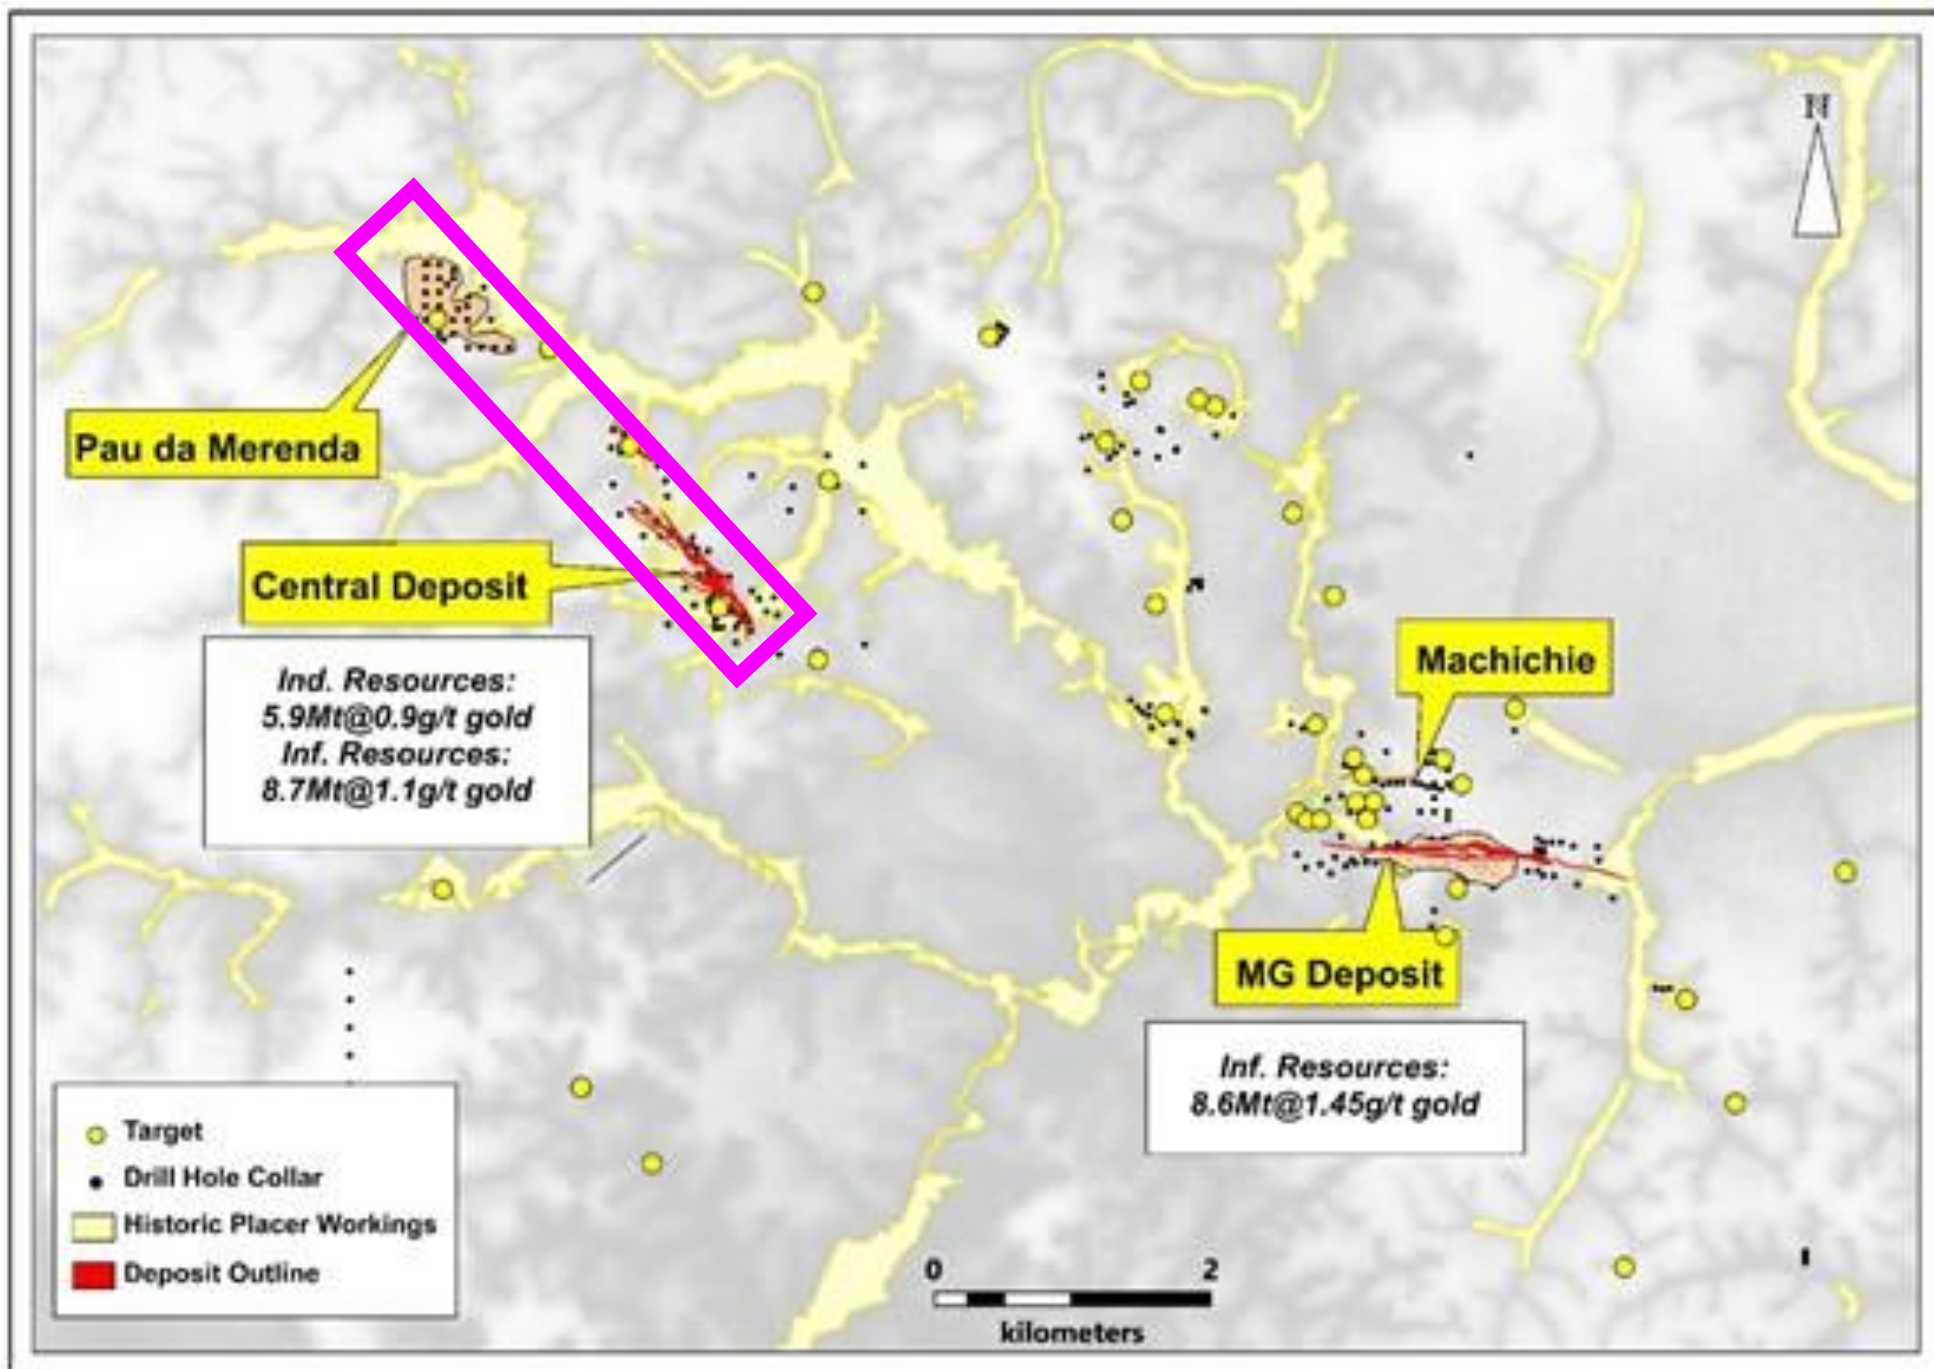 N
Pau da Merenda
Central Deposit
Ind. Resources:
5.9Mt@0.9g/t gold
Inf. Resources:
8.7Mt@1.1g/t gold
Machichie
MG Deposit
Inf. Resources:
8.6Mt@1.45g/t gold
Target
Drill Hole Collar
Historic Placer Workings
Deposit Outline
0 2
kilometers